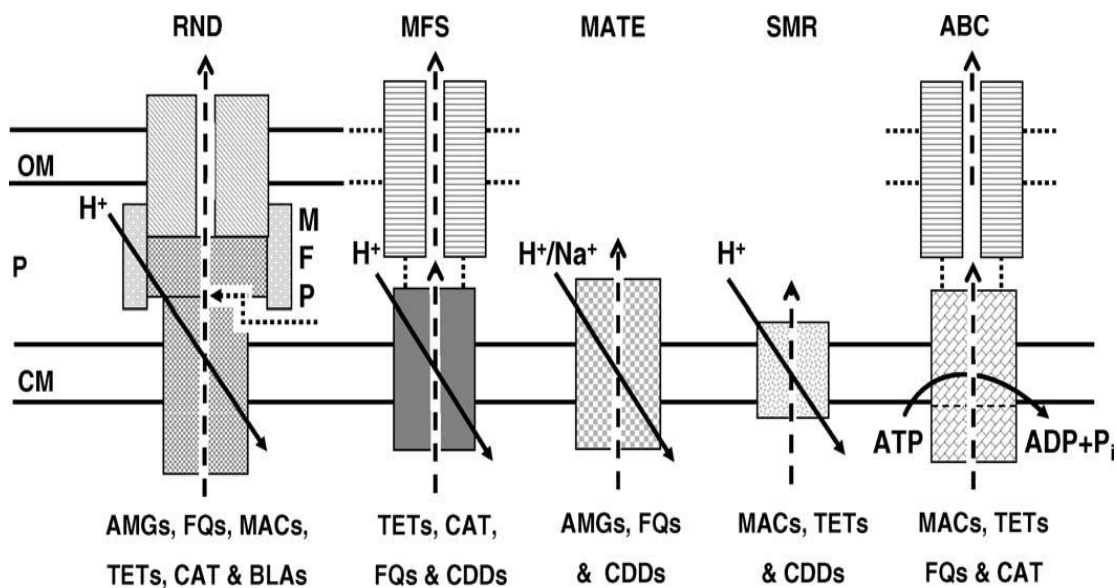 RND MFS MATE SMR ABC
OM
H⁺ M
P F H⁺ H⁺/Na⁺ H⁺
P
CM
ATP ADP+Pᵢ
AMGs, FQs, MACs, TETs, CAT, AMGs, FQs MACs, TETs MACs, TETs
TETs, CAT & BLAs FQs & CDDs & CDDs & CDDs FQs & CAT